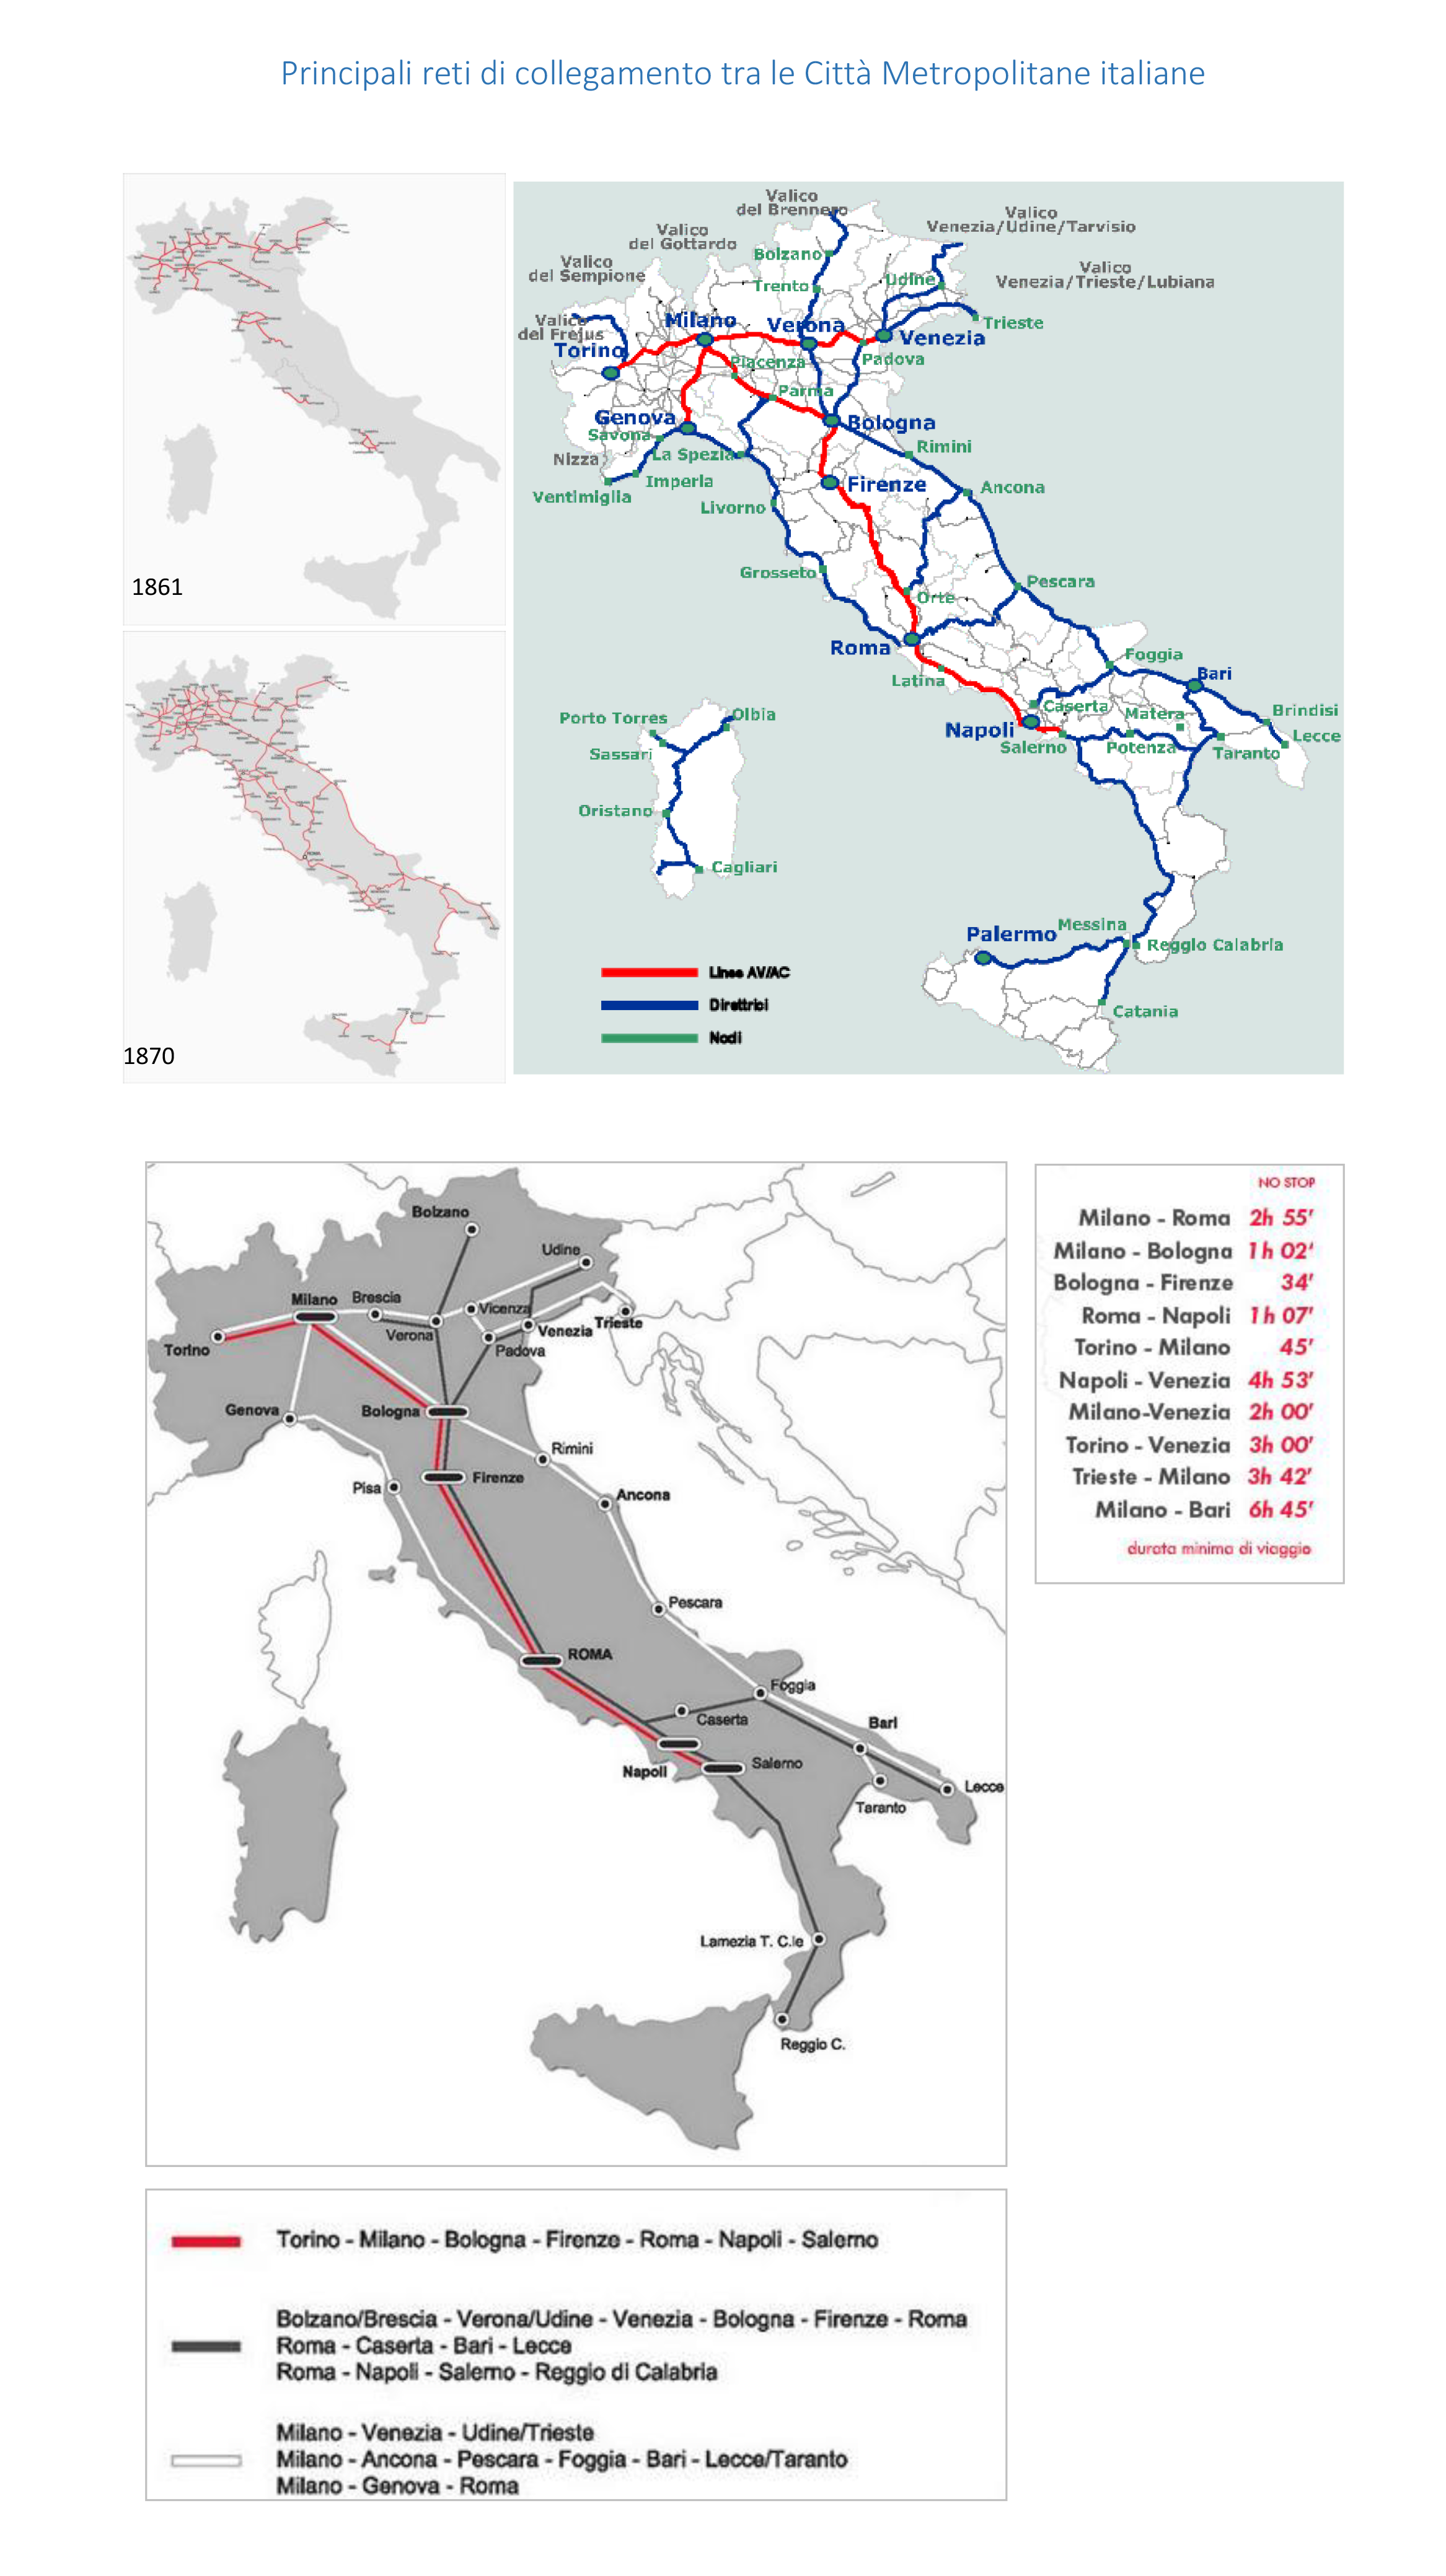 Principali reti di collegamento tra le Città Metropolitane italiane
1861
ROMA
1870
Valico
del Brennero
Valico
Venezia/Udine/Tarvisio
Valico
del Gottardo
Bolzano
Valico
del Sempione
Valico
Venezia/Trieste/Lubiana
Trento
Udine
Valico
del Frejus
Milano
Verona
Venezia
Trieste
Torino
Piacenza
Padova
Parma
Genova
Bologna
Savona
Rimini
La Spezia
Nizza
Imperia
Firenze
Ancona
Ventimiglia
Livorno
Grosseto
Pescara
Orte
Roma
Foggia
Latina
Bari
Caserta
Matera
Brindisi
Porto Torres
Olbia
Napoli
Salerno
Potenza
Taranto
Lecce
Sassari
Oristano
Cagliari
Messina
Palermo
Reggio Calabria
Catania
Linee AV/AC
Direttrici
Nodi
Bolzano
Udine
Milano
Brescia
Vicenza
Trieste
Verona
Venezia
Torino
Padova
Genova
Bologna
Rimini
Firenze
Pisa
Ancona
Pescara
ROMA
Foggia
Caserta
Bari
Napoli
Salerno
Lecce
Taranto
Lamezia T. C.le
Reggio C.
NO STOP
Milano - Roma 2h 55'
Milano - Bologna 1h 02'
Bologna - Firenze 34'
Roma - Napoli 1h 07'
Torino - Milano 45'
Napoli - Venezia 4h 53'
Milano-Venezia 2h 00'
Torino - Venezia 3h 00'
Trieste - Milano 3h 42'
Milano - Bari 6h 45'
durata minima di viaggio
Torino - Milano - Bologna - Firenze - Roma - Napoli - Salerno
Bolzano/Brescia - Verona/Udine - Venezia - Bologna - Firenze - Roma
Roma - Caserta - Bari - Lecce
Roma - Napoli - Salerno - Reggio di Calabria
Milano - Venezia - Udine/Trieste
Milano - Ancona - Pescara - Foggia - Bari - Lecce/Taranto
Milano - Genova - Roma